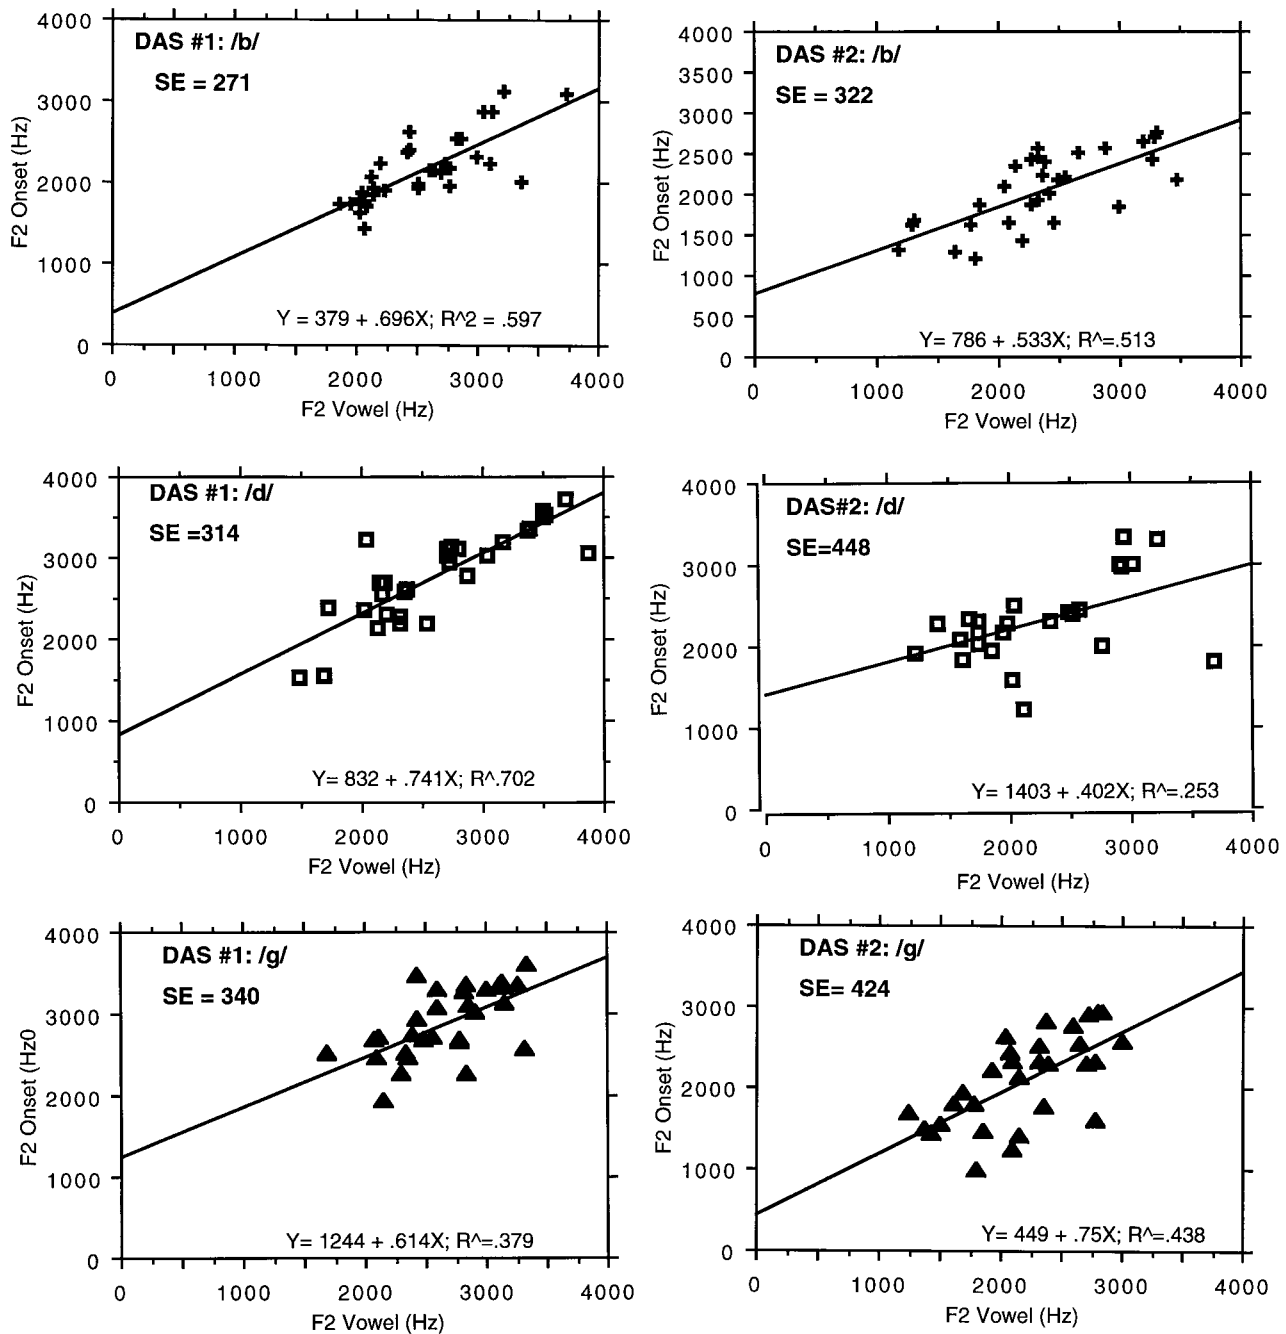 DAS #1: /b/
SE = 271
F2 Onset (Hz)
4000
3000
2000
1000
0
Y = 379 + .696X; R^2 = .597
0 1000 2000 3000 4000
F2 Vowel (Hz)
DAS #2: /b/
SE = 322
F2 Onset (Hz)
4000
3500
3000
2500
2000
1500
1000
500
0
Y= 786 + .533X; R^=.513
0 1000 2000 3000 4000
F2 Vowel (Hz)
DAS #1: /d/
SE =314
F2 Onset (Hz)
4000
3000
2000
1000
0
Y= 832 + .741X; R^.702
0 1000 2000 3000 4000
F2 Vowel (Hz)
DAS#2: /d/
SE=448
F2 Onset (Hz)
4000
3000
2000
1000
0
Y= 1403 + .402X; R^=.253
0 1000 2000 3000 4000
F2 Vowel (Hz)
DAS #1: /g/
SE = 340
F2 Onset (Hz0
4000
3000
2000
1000
0
Y= 1244 + .614X; R^=.379
0 1000 2000 3000 4000
F2 Vowel (Hz)
DAS #2: /g/
SE= 424
F2 Onset (Hz)
4000
3000
2000
1000
0
Y= 449 + .75X; R^=.438
0 1000 2000 3000 4000
F2 Vowel (Hz)